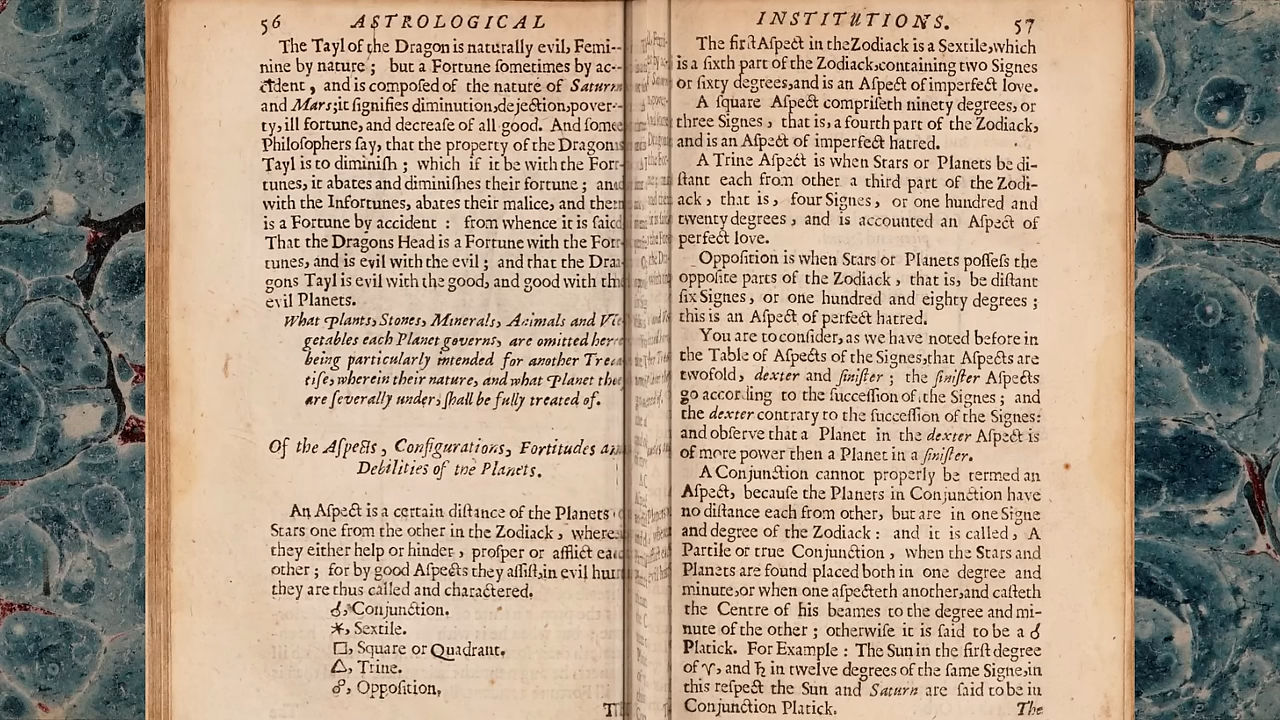 56 ASTROLOGICAL
The Tayl of the Dragon is naturally evil, Femi-
nine by nature ; but a Fortune ſometimes by ac-
cident , and is composed of the nature of Saturn
and Mars; it ſignifies diminution, dejection, pover-
ty, ill fortune, and decreaſe of all good. And ſome
Philoſophers ſay, that the property of the Dragons
Tayl is to diminiſh ; which if it be with the For-
tunes, it abates and diminiſhes their fortune ; and
with the Infortunes, abates their malice, and then
is a Fortune by accident : from whence it is ſaid
That the Dragons Head is a Fortune with the For-
tunes, and is evil with the evil ; and that the Dra-
gons Tayl is evil with the good, and good with the
evil Planets.
What Plants, Stones, Minerals, Animals and Ve-
getables each Planet governs, are omitted here
being particularly intended for another Trea-
tiſe, wherein their nature, and what Planet they
are ſeverally under, ſhall be fully treated of.
Of the Aſpects , Configurations, Fortitudes
Debilities of the Planets.
An Aſpect is a certain diſtance of the Planets
Stars one from the other in the Zodiack , where
they either help or hinder , proſper or afflict each
other ; for by good Aſpects they aſſiſt, in evil hurt
they are thus called and charactered.
☌, Conjunction.
⚹, Sextile.
□, Square or Quadrant.
△, Trine.
☍, Opposition,
INSTITUTIONS. 57
The firſt Aſpect in the Zodiack is a Sextile, which
is a ſixth part of the Zodiack, containing two Signes
or ſixty degrees, and is an Aſpect of imperfect love.
A ſquare Aſpect compriſeth ninety degrees, or
three Signes , that is, a fourth part of the Zodiack,
and is an Aſpect of imperfect hatred.
A Trine Aſpect is when Stars or Planets be di-
ſtant each from other a third part of the Zodi-
ack , that is , four Signes , or one hundred and
twenty degrees , and is accounted an Aſpect of
perfect love.
Oppoſition is when Stars or Planets poſſeſs the
oppoſite parts of the Zodiack , that is, be diſtant
ſix Signes, or one hundred and eighty degrees ;
this is an Aſpect of perfect hatred.
You are to conſider, as we have noted before in
the Table of Aſpects of the Signes, that Aſpects are
twofold , dexter and ſiniſter ; the ſiniſter Aſpects
go according to the ſucceſſion of the Signes ; and
the dexter contrary to the ſucceſſion of the Signes:
and obſerve that a Planet in the dexter Aſpect is
of more power then a Planet in a ſiniſter.
A Conjunction cannot properly be termed an
Aſpect, becauſe the Planets in Conjunction have
no diſtance each from other, but are in one Signe
and degree of the Zodiack : and it is called , A
Partile or true Conjunction , when the Stars and
Planets are found placed both in one degree and
minute, or when one aſpecteth another, and caſteth
the Centre of his beames to the degree and mi-
nute of the other ; otherwiſe it is ſaid to be a ☌
Platick. For Example : The Sun in the firſt degree
of ♈, and ♄ in twelve degrees of the ſame Signe, in
this reſpect the Sun and Saturn are ſaid to be in
Conjunction Platick. The